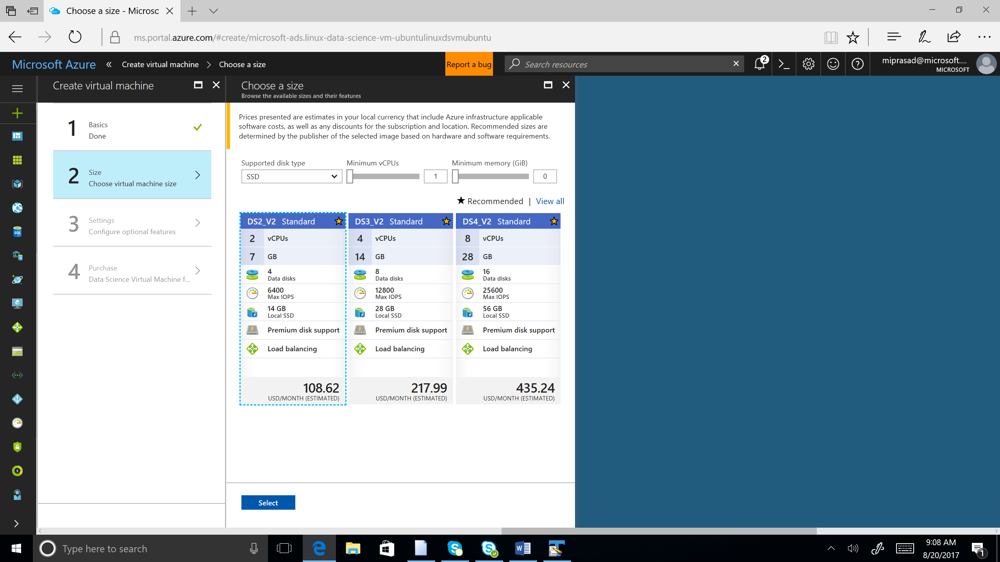 Choose a size - Microsc
ms.portal.azure.com/#create/microsoft-ads.linux-data-science-vm-ubuntulinuxdsvmubuntu
Microsoft Azure « Create virtual machine > Choose a size
Report a bug
Search resources
2
miprasad@microsoft....
MICROSOFT
Create virtual machine
1
Basics
Done
2
Size
Choose virtual machine size
3
Settings
Configure optional features
4
Purchase
Data Science Virtual Machine f...
Choose a size
Browse the available sizes and their features
Prices presented are estimates in your local currency that include Azure infrastructure applicable
software costs, as well as any discounts for the subscription and location. Recommended sizes are
determined by the publisher of the selected image based on hardware and software requirements.
Supported disk type
SSD
Minimum vCPUs
1
Minimum memory (GiB)
0
★ Recommended | View all
DS2_V2 Standard
2 vCPUs
7 GB
4
Data disks
6400
Max IOPS
14 GB
Local SSD
Premium disk support
Load balancing
108.62
USD/MONTH (ESTIMATED)
DS3_V2 Standard
4 vCPUs
14 GB
8
Data disks
12800
Max IOPS
28 GB
Local SSD
Premium disk support
Load balancing
217.99
USD/MONTH (ESTIMATED)
DS4_V2 Standard
8 vCPUs
28 GB
16
Data disks
25600
Max IOPS
56 GB
Local SSD
Premium disk support
Load balancing
435.24
USD/MONTH (ESTIMATED)
Select
SQL
Type here to search
9:08 AM
8/20/2017
1